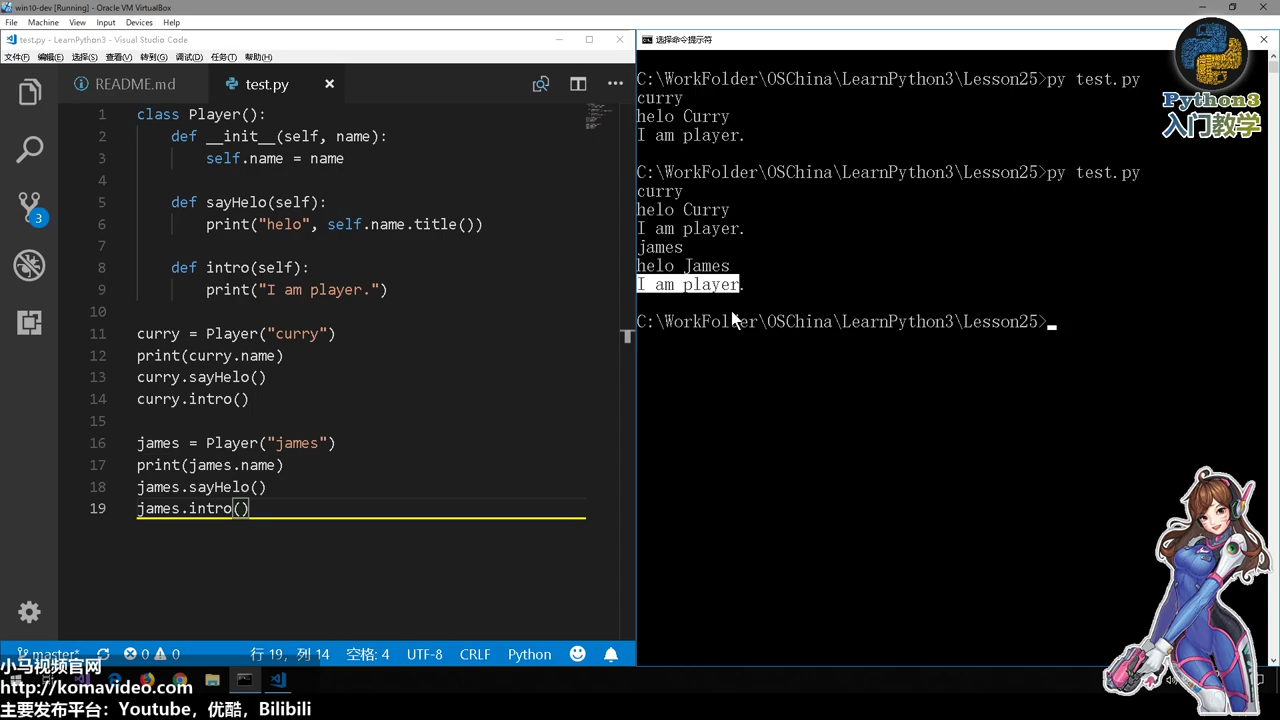 win10-dev [Running] - Oracle VM VirtualBox
File Machine View Input Devices Help
test.py - LearnPython3 - Visual Studio Code
文件(F) 编辑(E) 选择(S) 查看(V) 转到(G) 调试(D) 任务(T) 帮助(H)
README.md test.py
1 class Player():
2 def __init__(self, name):
3 self.name = name
4
5 def sayHelo(self):
6 print("helo", self.name.title())
7
8 def intro(self):
9 print("I am player.")
10
11 curry = Player("curry")
12 print(curry.name)
13 curry.sayHelo()
14 curry.intro()
15
16 james = Player("james")
17 print(james.name)
18 james.sayHelo()
19 james.intro()
3
master* 0 0 行 19, 列 14 空格: 4 UTF-8 CRLF Python
选择命令提示符
C:\WorkFolder\OSChina\LearnPython3\Lesson25>py test.py
curry
helo Curry
I am player.
C:\WorkFolder\OSChina\LearnPython3\Lesson25>py test.py
curry
helo Curry
I am player.
james
helo James
I am player.
C:\WorkFolder\OSChina\LearnPython3\Lesson25>
Python3
入门教学
小马视频官网
http://komavideo.com
主要发布平台: Youtube, 优酷, Bilibili